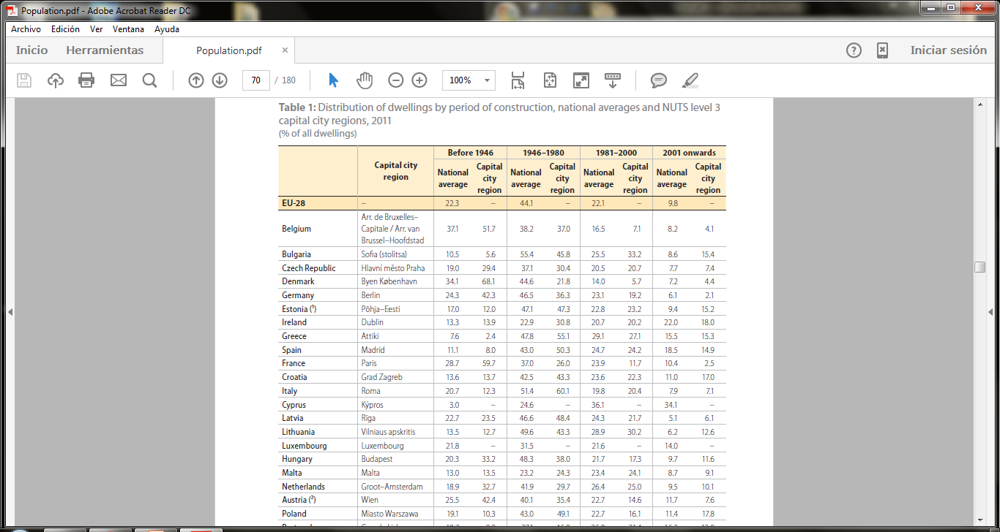 Population.pdf - Adobe Acrobat Reader DC
Archivo Edición Ver Ventana Ayuda
Inicio Herramientas Population.pdf × Iniciar sesión
70 / 180 100%
Table 1: Distribution of dwellings by period of construction, national averages and NUTS level 3
capital city regions, 2011
(% of all dwellings)
Capital city region Before 1946 1946–1980 1981–2000 2001 onwards
National average Capital city region National average Capital city region National average Capital city region National average Capital city region
EU-28 – 22.3 – 44.1 – 22.1 – 9.8 –
Belgium Arr. de Bruxelles–Capitale / Arr. van Brussel–Hoofdstad 37.1 51.7 38.2 37.0 16.5 7.1 8.2 4.1
Bulgaria Sofia (stolitsa) 10.5 5.6 55.4 45.8 25.5 33.2 8.6 15.4
Czech Republic Hlavní město Praha 19.0 29.4 37.1 30.4 20.5 20.7 7.7 7.4
Denmark Byen København 34.1 68.1 44.6 21.8 14.0 5.7 7.2 4.4
Germany Berlin 24.3 42.3 46.5 36.3 23.1 19.2 6.1 2.1
Estonia (¹) Põhja–Eesti 17.0 12.0 47.1 47.3 22.8 23.2 9.4 15.2
Ireland Dublin 13.3 13.9 22.9 30.8 20.7 20.2 22.0 18.0
Greece Attiki 7.6 2.4 47.8 55.1 29.1 27.1 15.5 15.3
Spain Madrid 11.1 8.0 43.0 50.3 24.7 24.2 18.5 14.9
France Paris 28.7 59.7 37.0 26.0 23.9 11.7 10.4 2.5
Croatia Grad Zagreb 13.6 13.7 42.5 43.3 23.6 22.3 11.0 17.0
Italy Roma 20.7 12.3 51.4 60.1 19.8 20.4 7.9 7.1
Cyprus Kýpros 3.0 – 24.6 – 36.1 – 34.1 –
Latvia Rīga 22.7 23.5 46.6 48.4 24.3 21.7 5.1 6.1
Lithuania Vilniaus apskritis 13.5 12.7 49.6 43.3 28.9 30.2 6.2 12.6
Luxembourg Luxembourg 21.8 – 31.5 – 21.6 – 14.0 –
Hungary Budapest 20.3 33.2 48.3 38.0 21.7 17.3 9.7 11.6
Malta Malta 13.0 13.5 23.2 24.3 23.4 24.1 8.7 9.1
Netherlands Groot–Amsterdam 18.9 32.7 41.9 29.7 26.4 25.0 9.5 10.1
Austria (²) Wien 25.5 42.4 40.1 35.4 22.7 14.6 11.7 7.6
Poland Miasto Warszawa 19.1 10.3 43.0 49.1 22.7 16.1 11.4 17.8